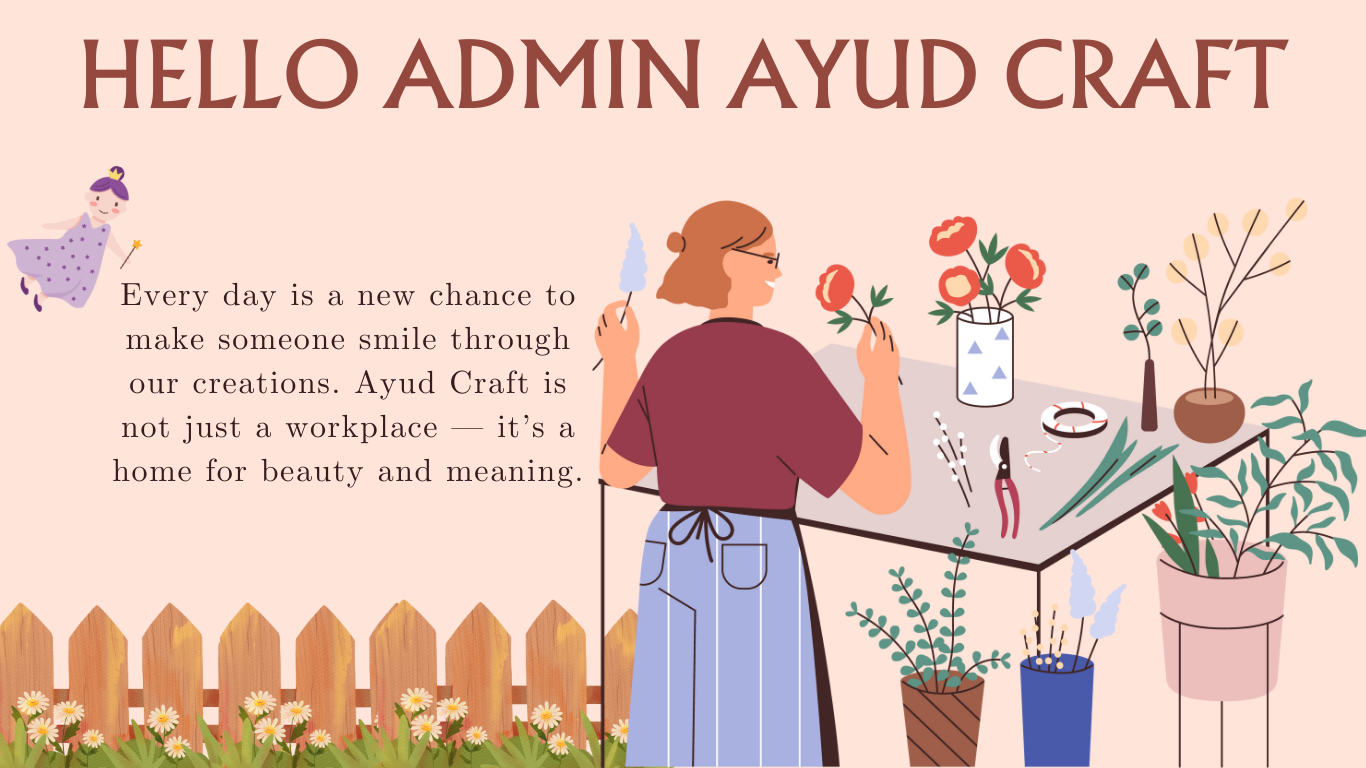 HELLO ADMIN AYUD CRAFT
Every day is a new chance to
make someone smile through
our creations. Ayud Craft is
not just a workplace — it's a
home for beauty and meaning.